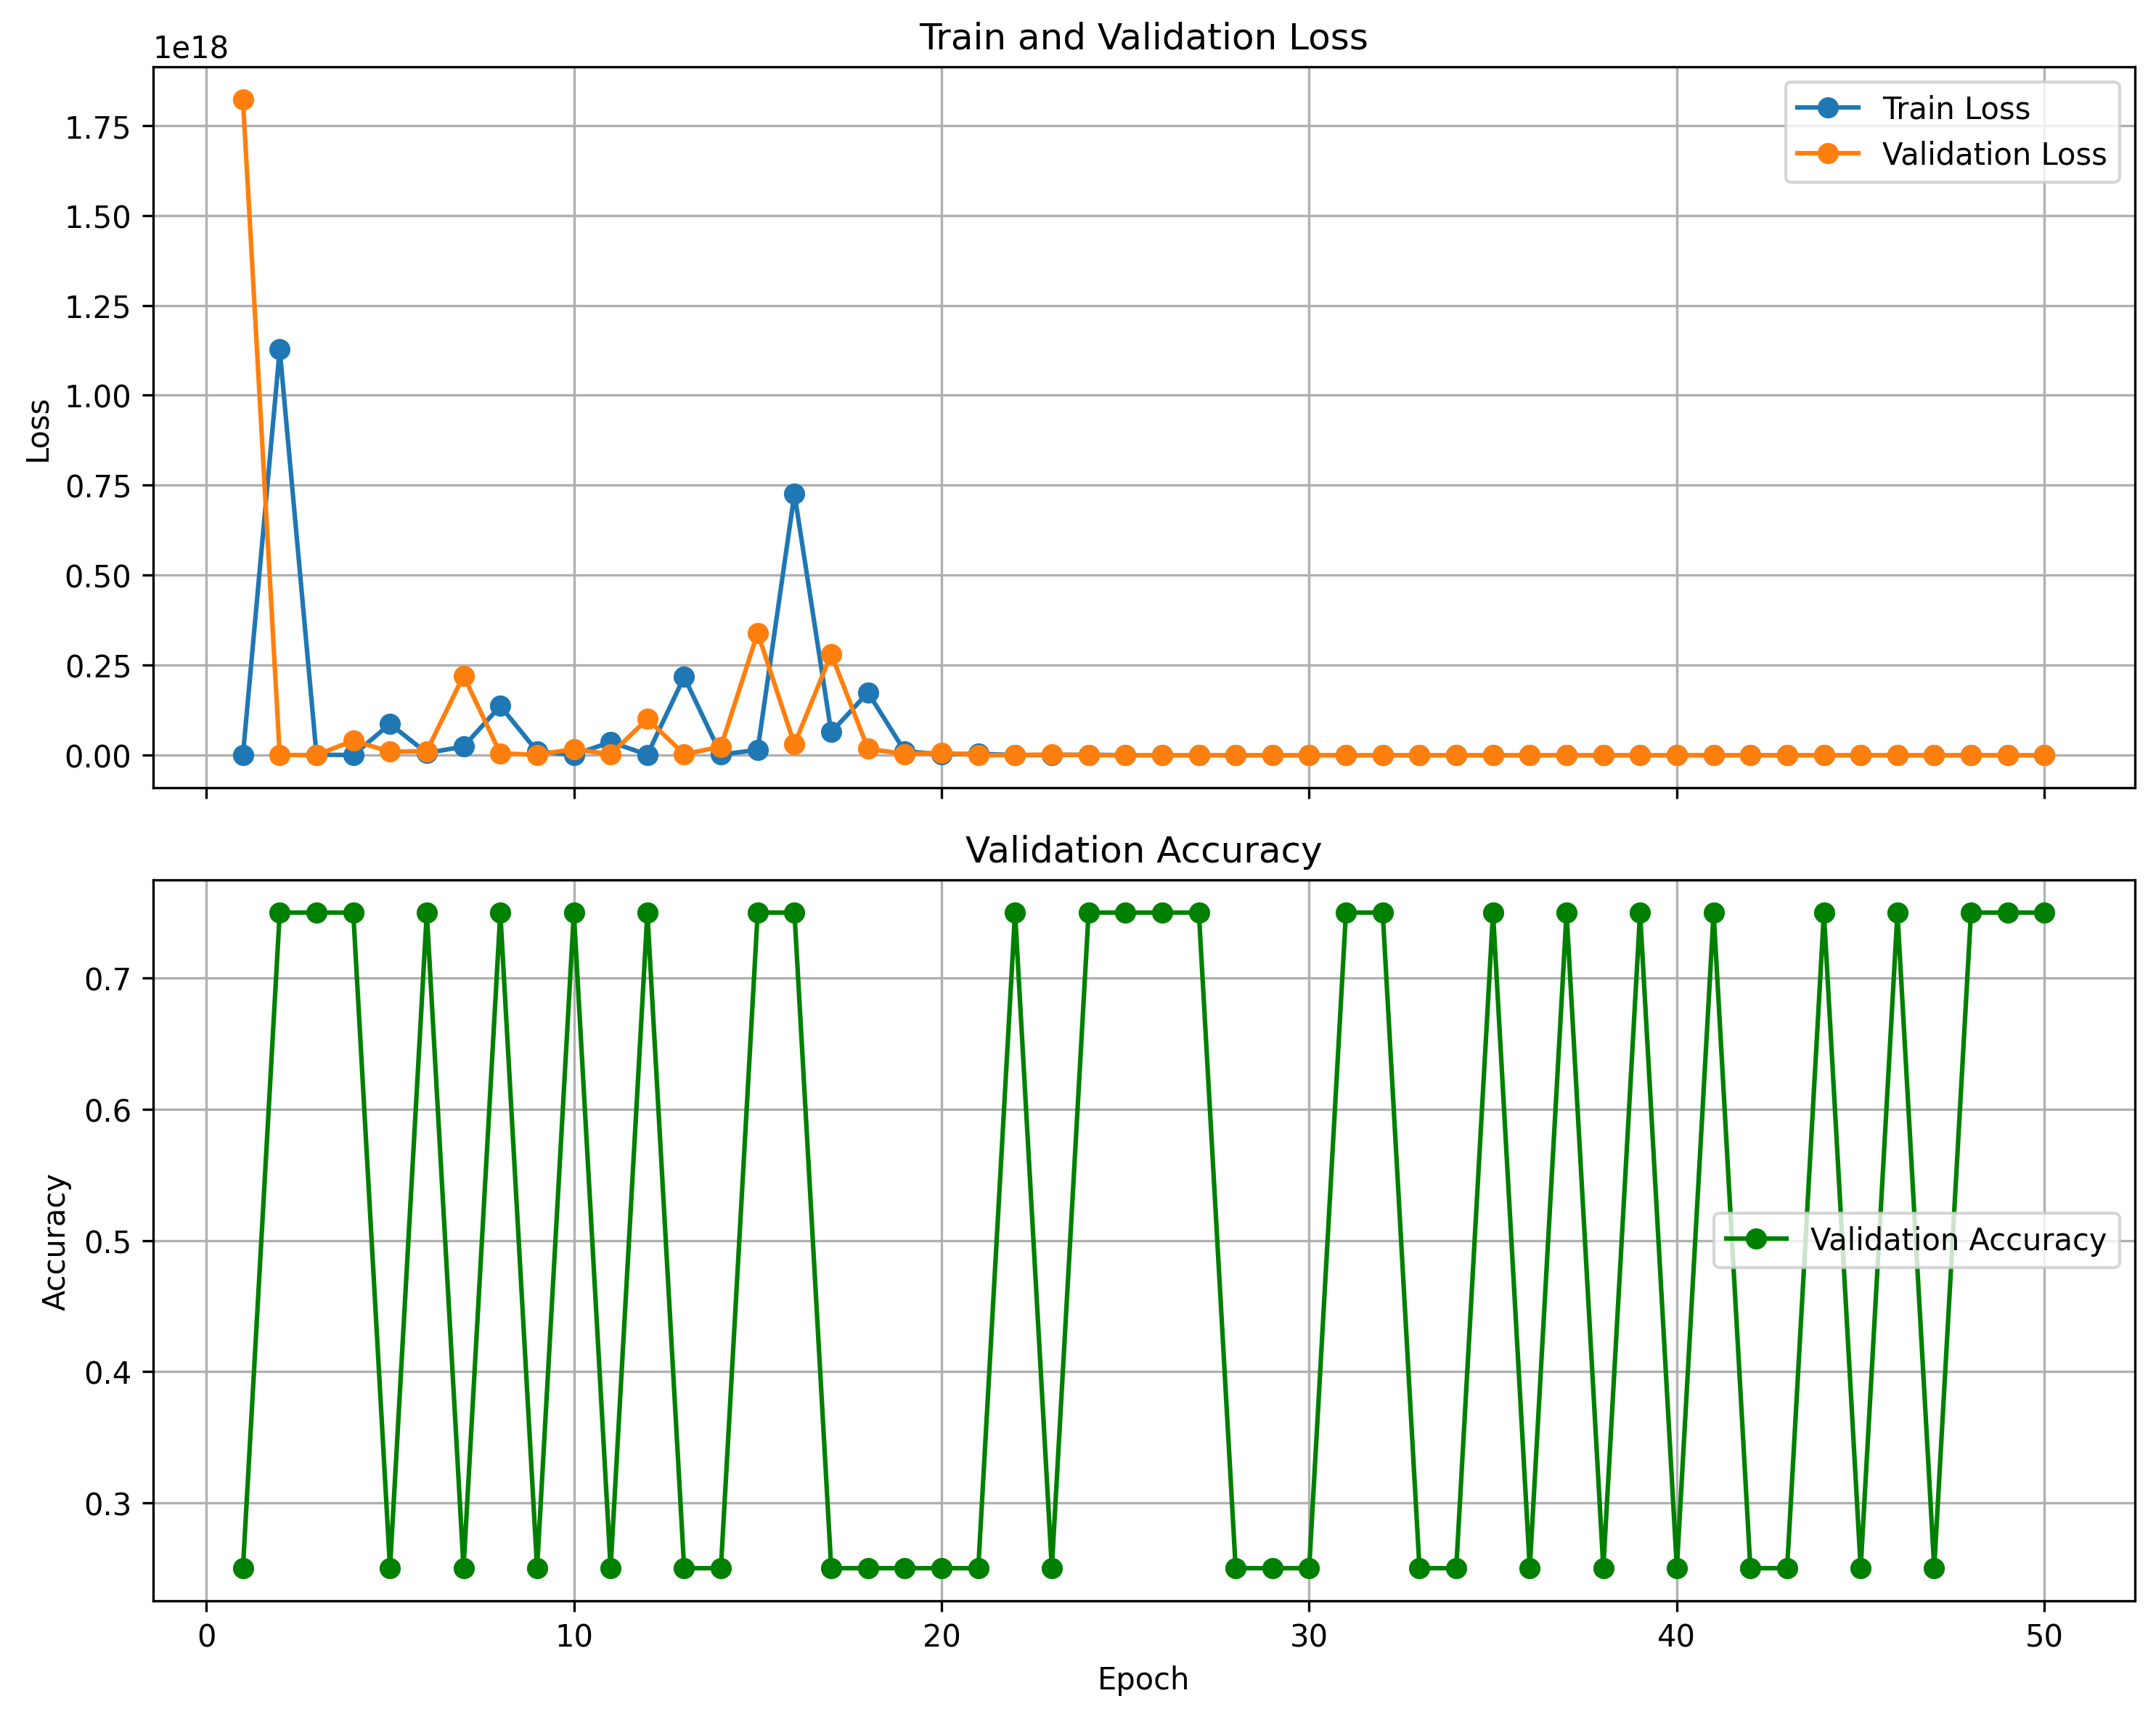 Train and Validation Loss
1e18
Train Loss
Validation Loss
1.75
1.50
1.25
1.00
0.75
0.50
0.25
0.00
Loss
Validation Accuracy
0.7
0.6
0.5
0.4
0.3
Accuracy
Validation Accuracy
0 10 20 30 40 50
Epoch